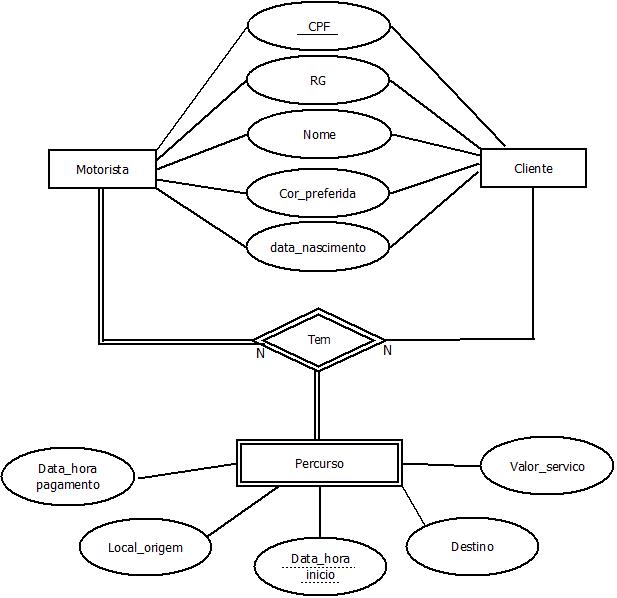 CPF
RG
Nome
Motorista
Cliente
Cor_preferida
data_nascimento
Tem
N
N
Percurso
Data_hora
pagamento
Valor_servico
Local_origem
Data_hora
inicio
Destino